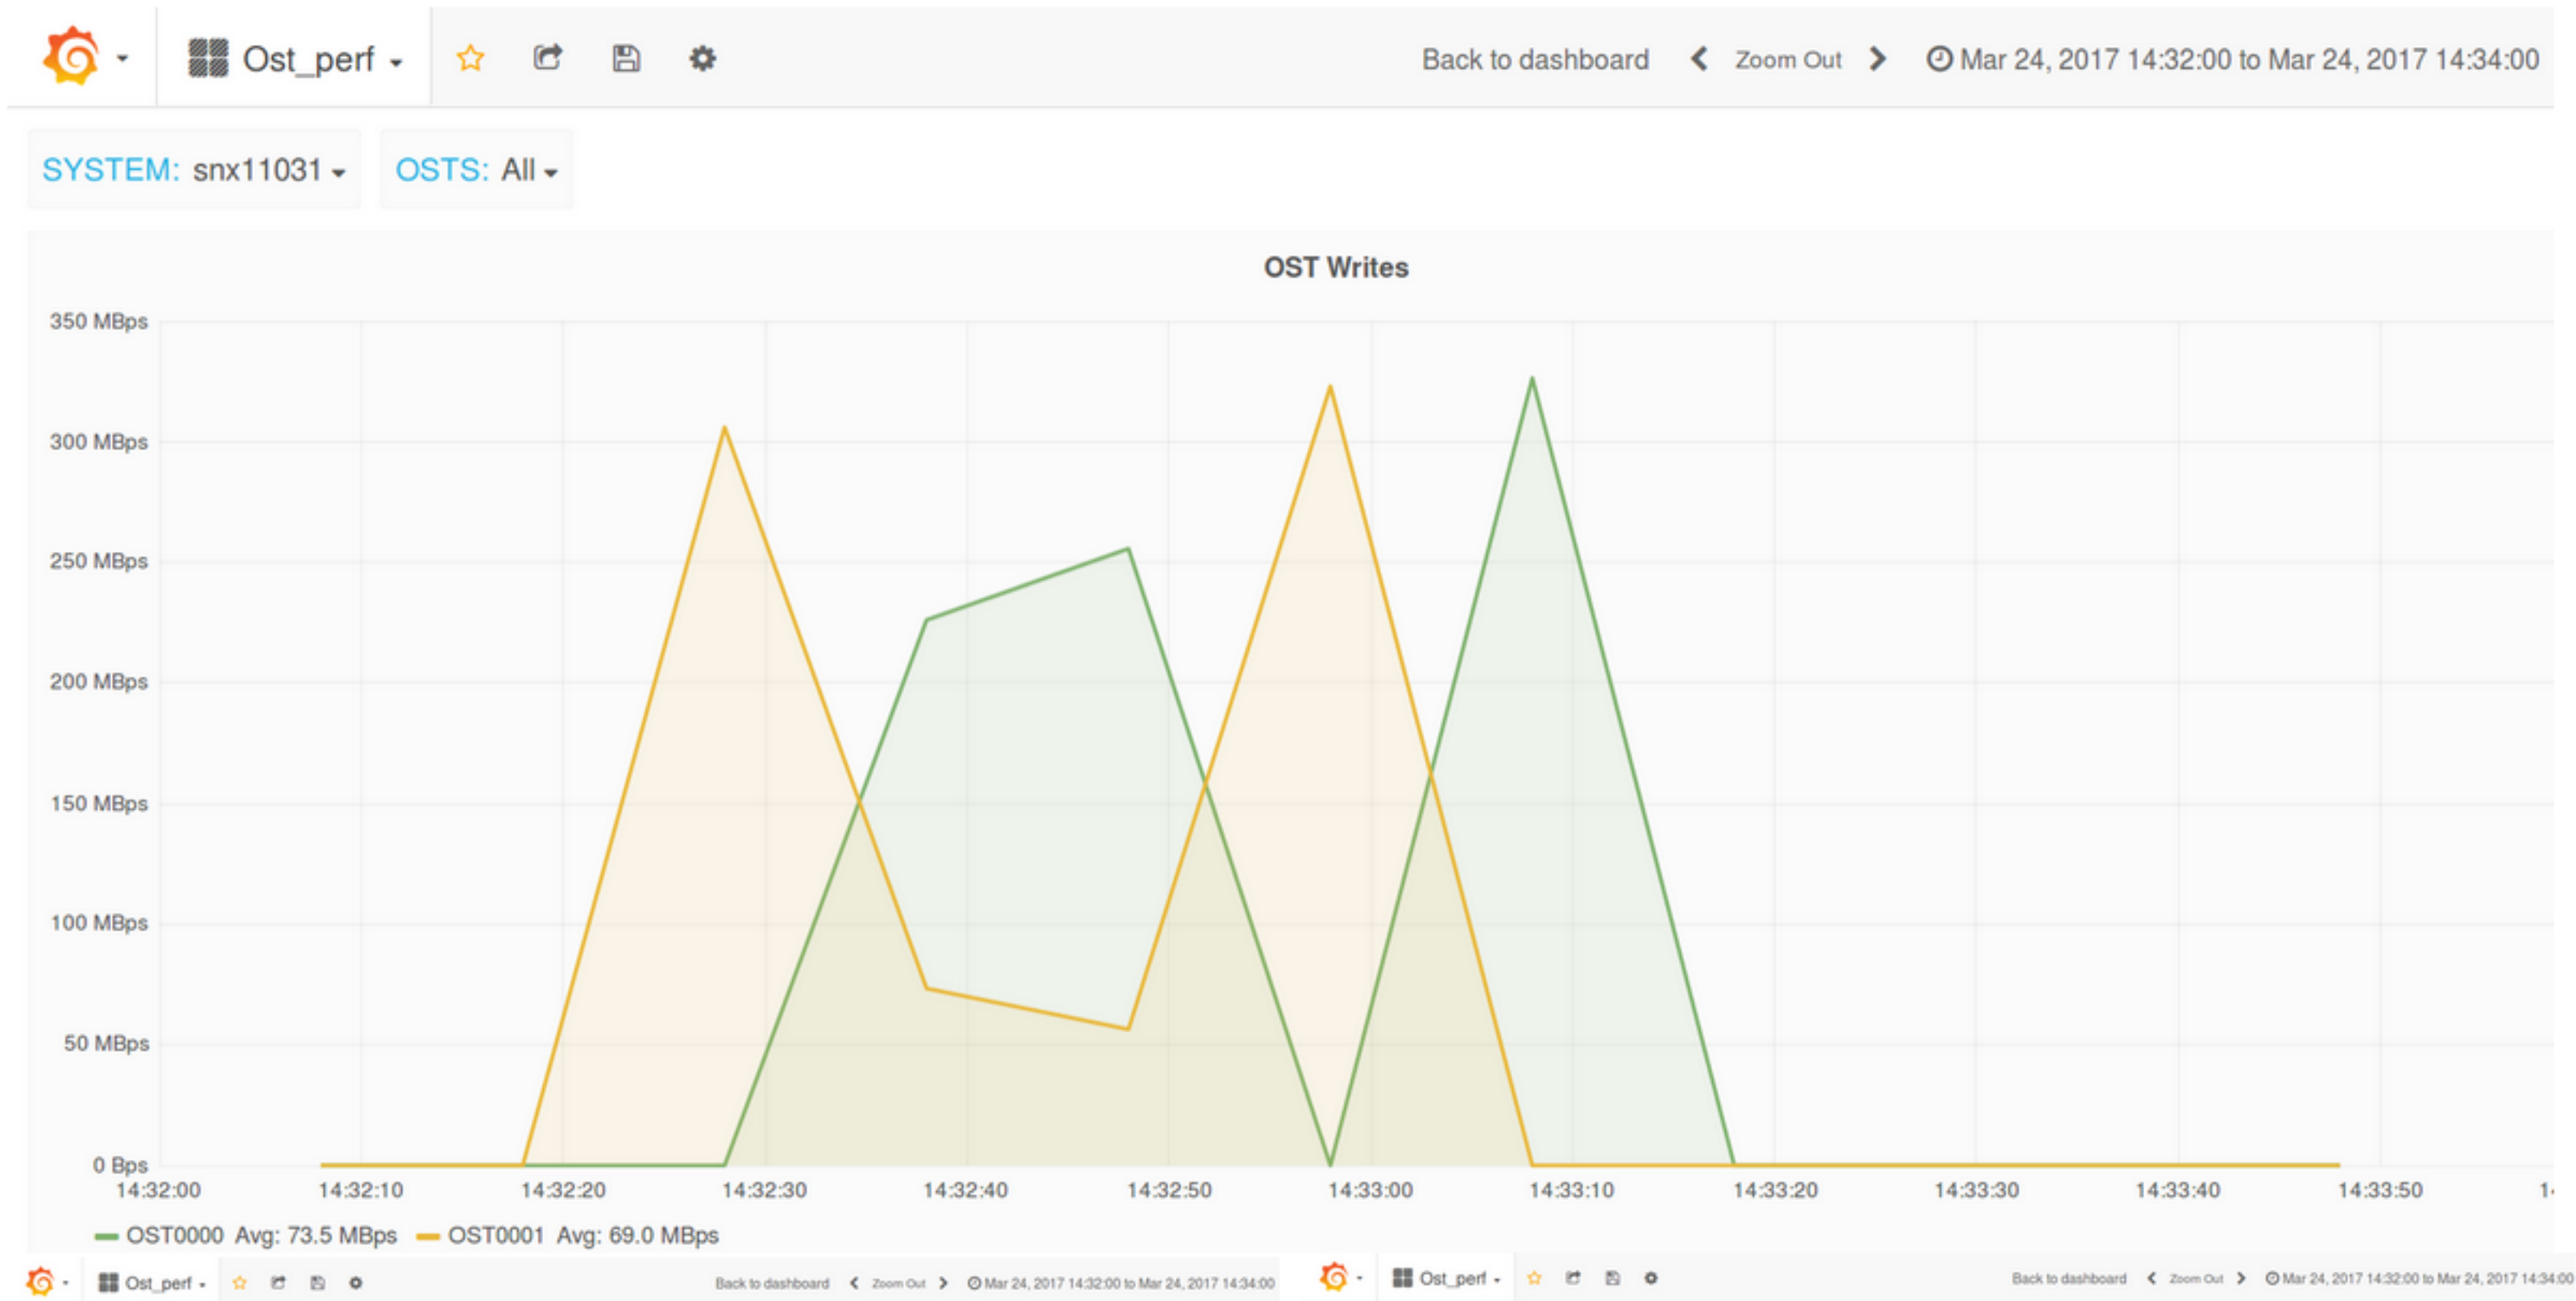 Ost_perf Back to dashboard Zoom Out Mar 24, 2017 14:32:00 to Mar 24, 2017 14:34:00
SYSTEM: snx11031 OSTS: All
OST Writes
350 MBps
300 MBps
250 MBps
200 MBps
150 MBps
100 MBps
50 MBps
0 Bps
14:32:00 14:32:10 14:32:20 14:32:30 14:32:40 14:32:50 14:33:00 14:33:10 14:33:20 14:33:30 14:33:40 14:33:50
OST0000 Avg: 73.5 MBps OST0001 Avg: 69.0 MBps
Ost_perf Back to dashboard Zoom Out Mar 24, 2017 14:32:00 to Mar 24, 2017 14:34:00 Ost_perf Back to dashboard Zoom Out Mar 24, 2017 14:32:00 to Mar 24, 2017 14:34:00